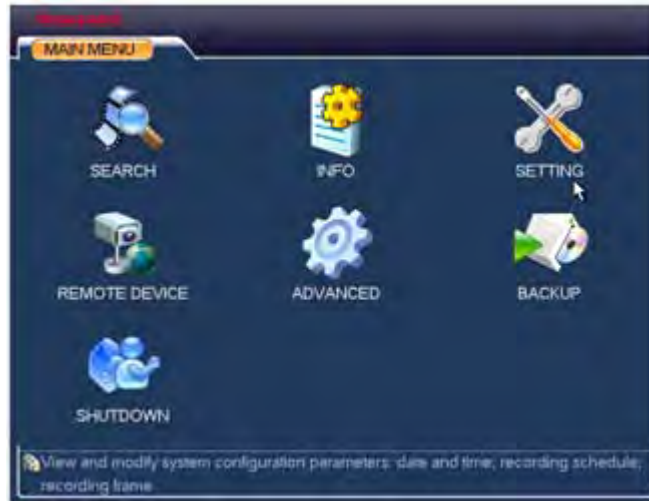 MAIN MENU
SEARCH INFO SETTING
REMOTE DEVICE ADVANCED BACKUP
SHUTDOWN
View and modify system configuration parameters: date and time; recording schedule;
recording frame